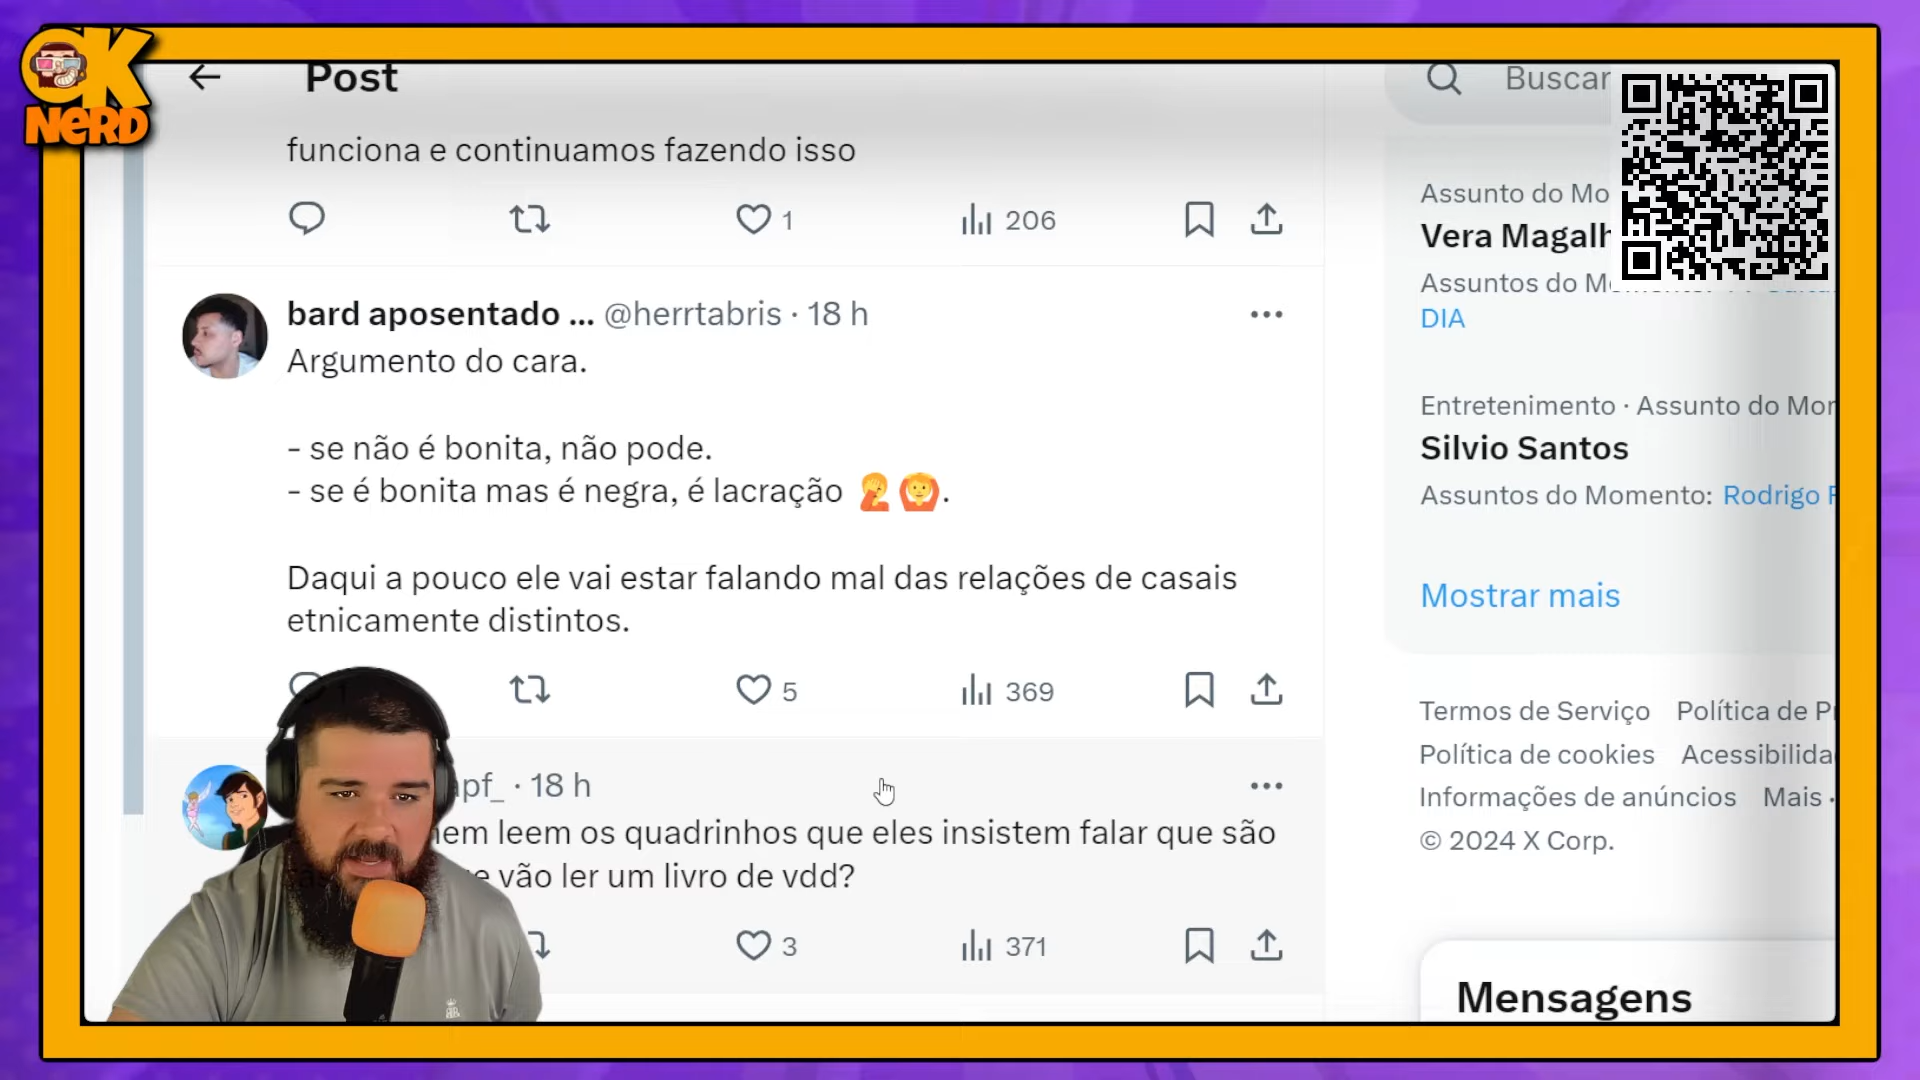 OK
NERD
Post
Buscar
funciona e continuamos fazendo isso
1
206
bard aposentado ... @herrtabris · 18 h
Argumento do cara.
- se não é bonita, não pode.
- se é bonita mas é negra, é lacração 🤦🙆.
Daqui a pouco ele vai estar falando mal das relações de casais
etnicamente distintos.
5
369
apf_ · 18 h
nem leem os quadrinhos que eles insistem falar que são
vão ler um livro de vdd?
3
371
Assunto do Mo
Vera Magalh
Assuntos do
DIA
Entretenimento · Assunto do Mor
Silvio Santos
Assuntos do Momento: Rodrigo F
Mostrar mais
Termos de Serviço Política de Pr
Política de cookies Acessibilida
Informações de anúncios Mais ·
© 2024 X Corp.
Mensagens